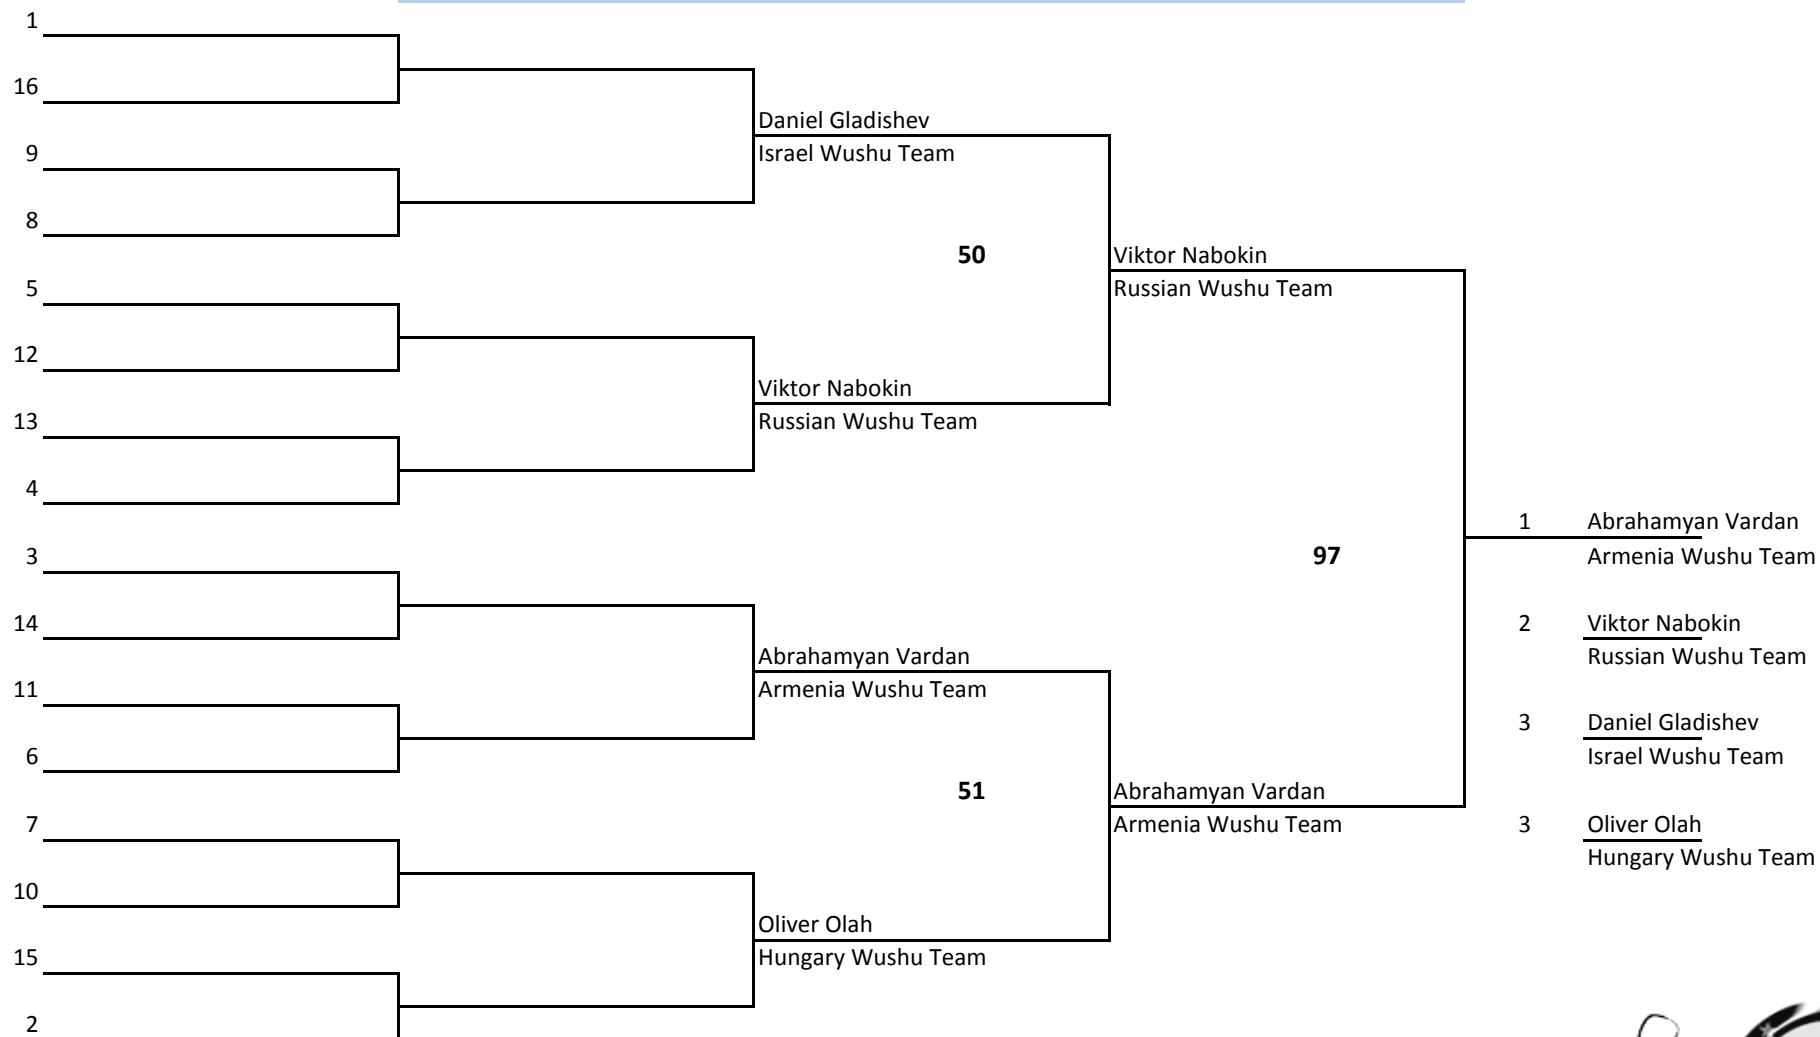 1
16
Daniel Gladishev
9
Israel Wushu Team
8
50
Viktor Nabokin
5
Russian Wushu Team
12
Viktor Nabokin
13
Russian Wushu Team
4
1
Abrahamyan Vardan
3
97
Armenia Wushu Team
14
2
Viktor Nabokin
Abrahamyan Vardan
Russian Wushu Team
11
Armenia Wushu Team
3
Daniel Gladishev
6
Israel Wushu Team
51
Abrahamyan Vardan
7
Armenia Wushu Team
3
Oliver Olah
Hungary Wushu Team
10
Oliver Olah
15
Hungary Wushu Team
2